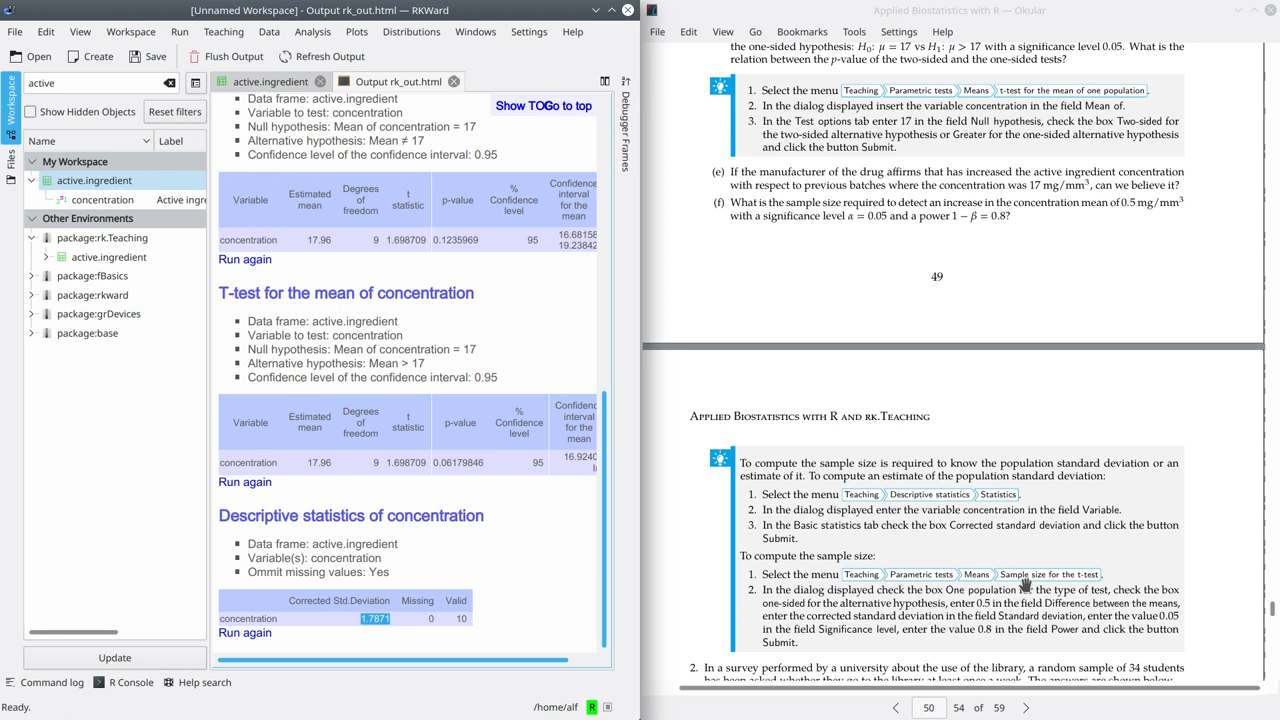 [Unnamed Workspace] - Output rk_out.html — RKWard
File Edit View Workspace Run Teaching Data Analysis Plots Distributions Windows Settings Help
Open Create Save Flush Output Refresh Output
Workspace
Files
active
Show Hidden Objects Reset filters
Name Label
My Workspace
active.ingredient
concentration Active ingre
Other Environments
package:rk.Teaching
active.ingredient
package:fBasics
package:rkward
package:grDevices
package:base
Update
active.ingredient Output rk_out.html
Debugger Frames
Show TOC
Go to top
Data frame: active.ingredient
Variable to test: concentration
Null hypothesis: Mean of concentration = 17
Alternative hypothesis: Mean ≠ 17
Confidence level of the confidence interval: 0.95
Variable Estimated mean Degrees of freedom t statistic p-value % Confidence level Confidence interval for the mean
concentration 17.96 9 1.698709 0.1235969 95 16.68158 19.23842
Run again
T-test for the mean of concentration
Data frame: active.ingredient
Variable to test: concentration
Null hypothesis: Mean of concentration = 17
Alternative hypothesis: Mean > 17
Confidence level of the confidence interval: 0.95
Variable Estimated mean Degrees of freedom t statistic p-value % Confidence level Confidenc interval for the mean
concentration 17.96 9 1.698709 0.06179846 95 16.9240
Run again
Descriptive statistics of concentration
Data frame: active.ingredient
Variable(s): concentration
Ommit missing values: Yes
Corrected Std.Deviation Missing Valid
concentration 1.7871 0 10
Run again
Command log R Console Help search
Ready. /home/alf R
Applied Biostatistics with R — Okular
File Edit View Go Bookmarks Tools Settings Help
the one-sided hypothesis: H0: μ = 17 vs H1: μ > 17 with a significance level 0.05. What is the
relation between the p-value of the two-sided and the one-sided tests?
1. Select the menu Teaching Parametric tests Means t-test for the mean of one population.
2. In the dialog displayed insert the variable concentration in the field Mean of.
3. In the Test options tab enter 17 in the field Null hypothesis, check the box Two-sided for
the two-sided alternative hypothesis or Greater for the one-sided alternative hypothesis
and click the button Submit.
(e) If the manufacturer of the drug affirms that has increased the active ingredient concentration
with respect to previous batches where the concentration was 17 mg/mm³, can we believe it?
(f) What is the sample size required to detect an increase in the concentration mean of 0.5 mg/mm³
with a significance level α = 0.05 and a power 1 − β = 0.8?
49
Applied Biostatistics with R and rk.Teaching
To compute the sample size is required to know the population standard deviation or an
estimate of it. To compute an estimate of the population standard deviation:
1. Select the menu Teaching Descriptive statistics Statistics.
2. In the dialog displayed enter the variable concentration in the field Variable.
3. In the Basic statistics tab check the box Corrected standard deviation and click the button
Submit.
To compute the sample size:
1. Select the menu Teaching Parametric tests Means Sample size for the t-test.
2. In the dialog displayed check the box One population the type of test, check the box
one-sided for the alternative hypothesis, enter 0.5 in the field Difference between the means,
enter the corrected standard deviation in the field Standard deviation, enter the value 0.05
in the field Significance level, enter the value 0.8 in the field Power and click the button
Submit.
2. In a survey performed by a university about the use of the library, a random sample of 34 students
has been asked whether they go to the library at least once a week. The answers are shown below
50 54 of 59